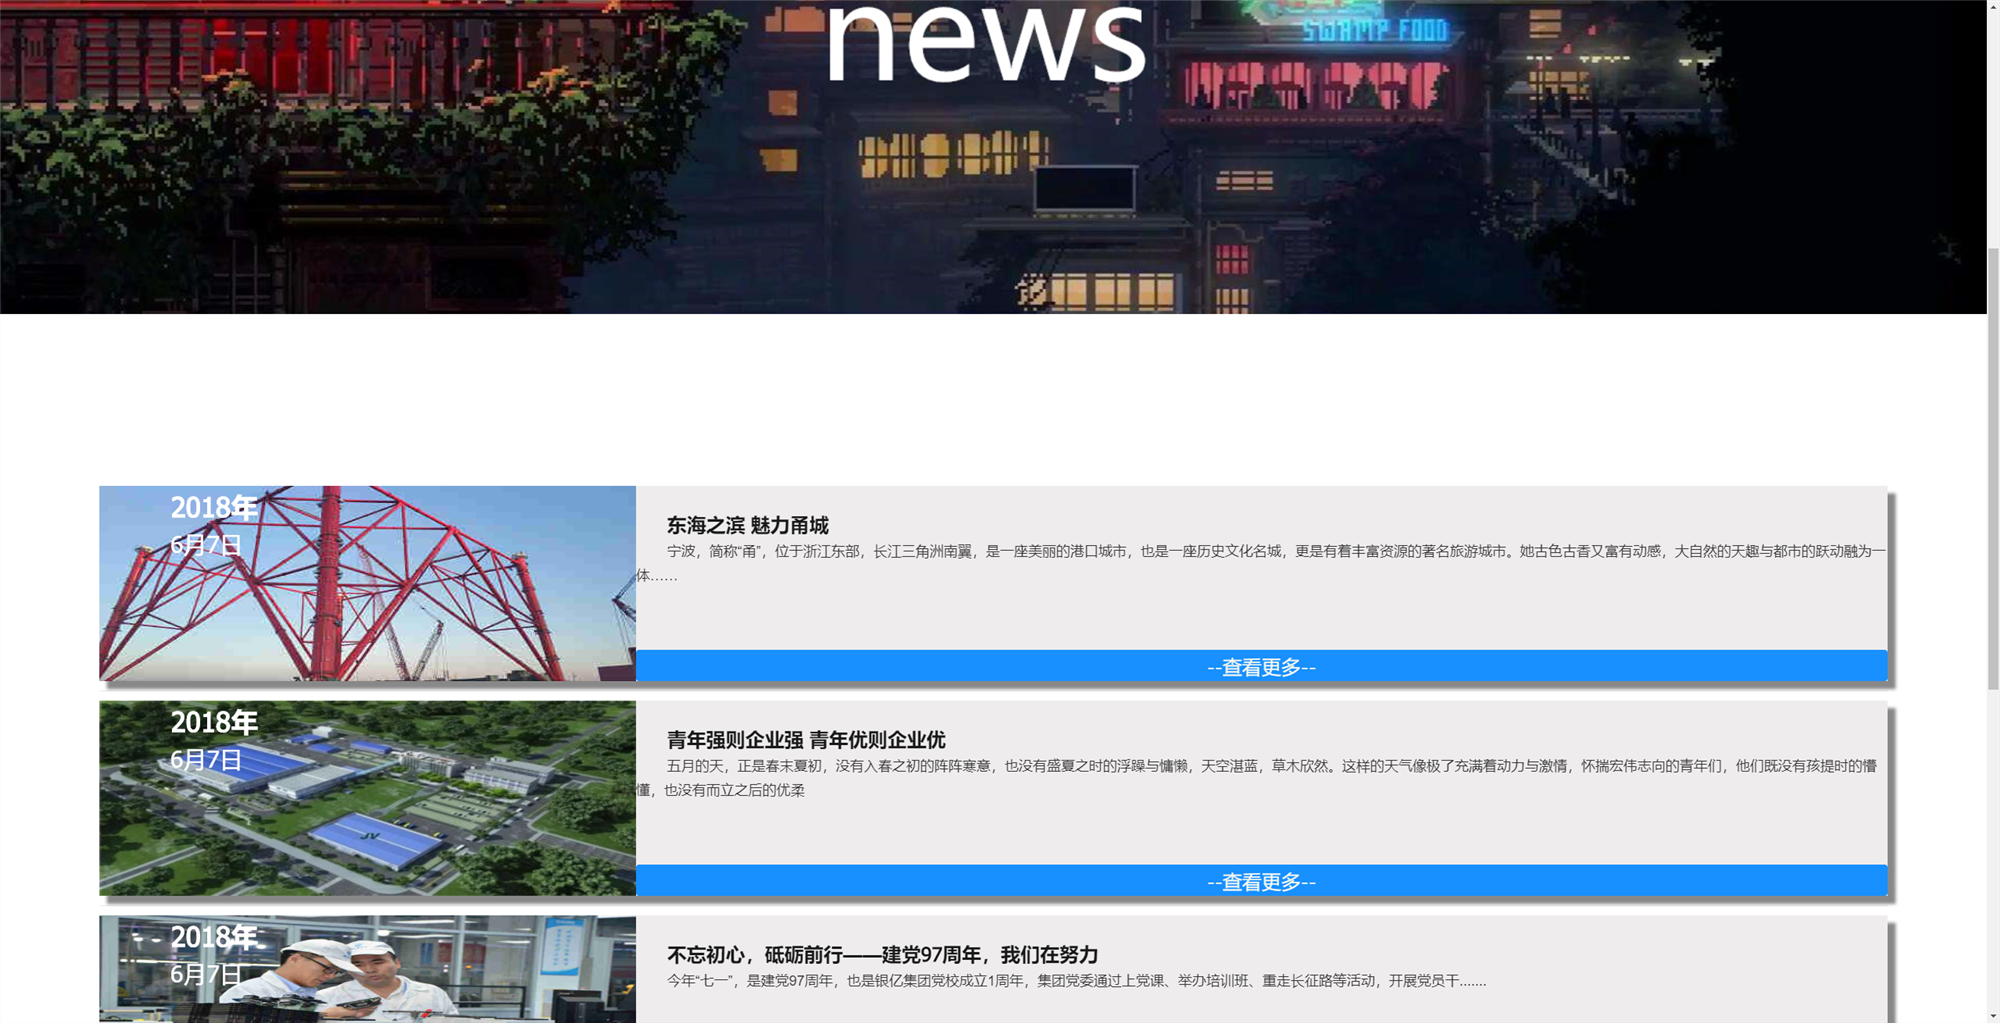 news
SWAMP FOOD
2018年
6月7日
东海之滨 魅力甬城
宁波，简称“甬”，位于浙江东部，长江三角洲南翼，是一座美丽的港口城市，也是一座历史文化名城，更是有着丰富资源的著名旅游城市。她古色古香又富有动感，大自然的天趣与都市的跃动融为一
体……
--查看更多--
2018年
6月7日
JV
青年强则企业强 青年优则企业优
五月的天，正是春末夏初，没有入春之初的阵阵寒意，也没有盛夏之时的浮躁与慵懒，天空湛蓝，草木欣然。这样的天气像极了充满着动力与激情，怀揣宏伟志向的青年们，他们既没有孩提时的懵
懂，也没有而立之后的优柔
--查看更多--
2018年
6月7日
不忘初心，砥砺前行——建党97周年，我们在努力
今年“七一”，是建党97周年，也是银亿集团党校成立1周年，集团党委通过上党课、举办培训班、重走长征路等活动，开展党员干.......